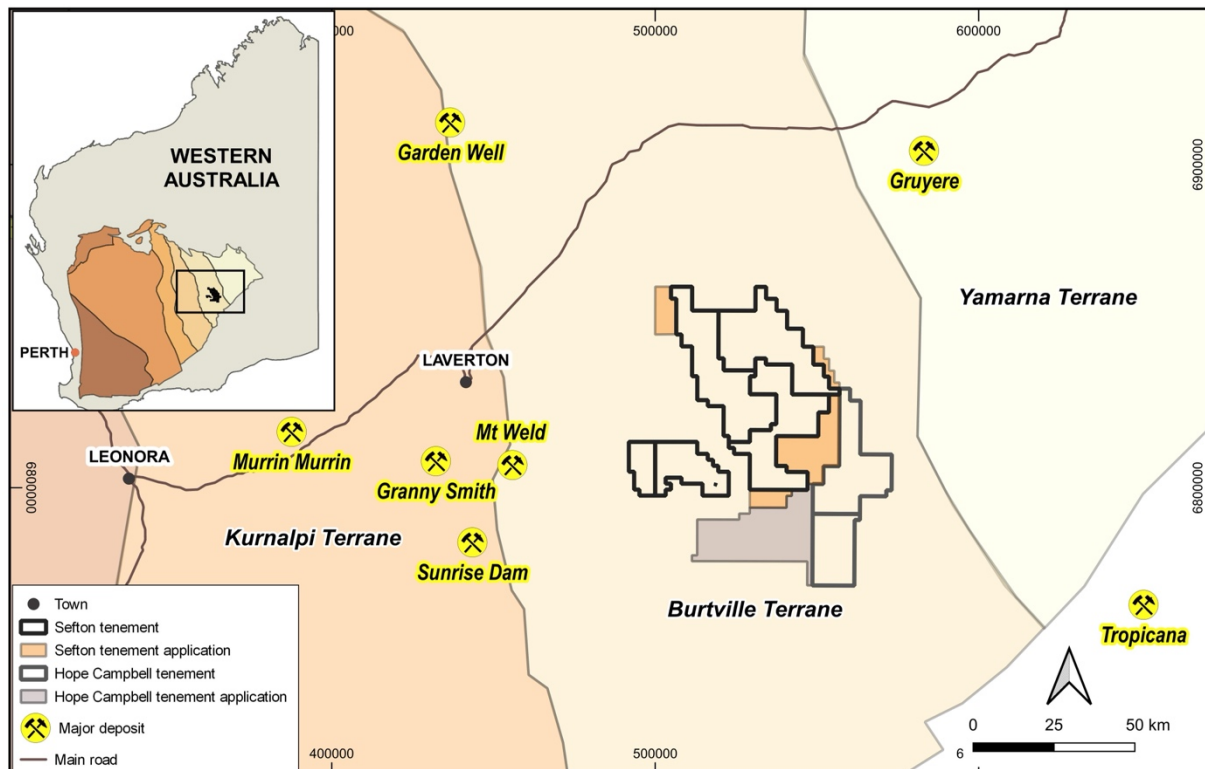 00000
500000
600000
WESTERN
AUSTRALIA
PERTH
Garden Well
Gruyere
6900000
Yamarna Terrane
LAVERTON
Mt Weld
LEONORA
Murrin Murrin
Granny Smith
6800000
6800000
Kurnalpi Terrane
Sunrise Dam
Burtville Terrane
Tropicana
Town
Sefton tenement
Sefton tenement application
Hope Campbell tenement
Hope Campbell tenement application
Major deposit
Main road
0 25 50 km
6
400000
500000